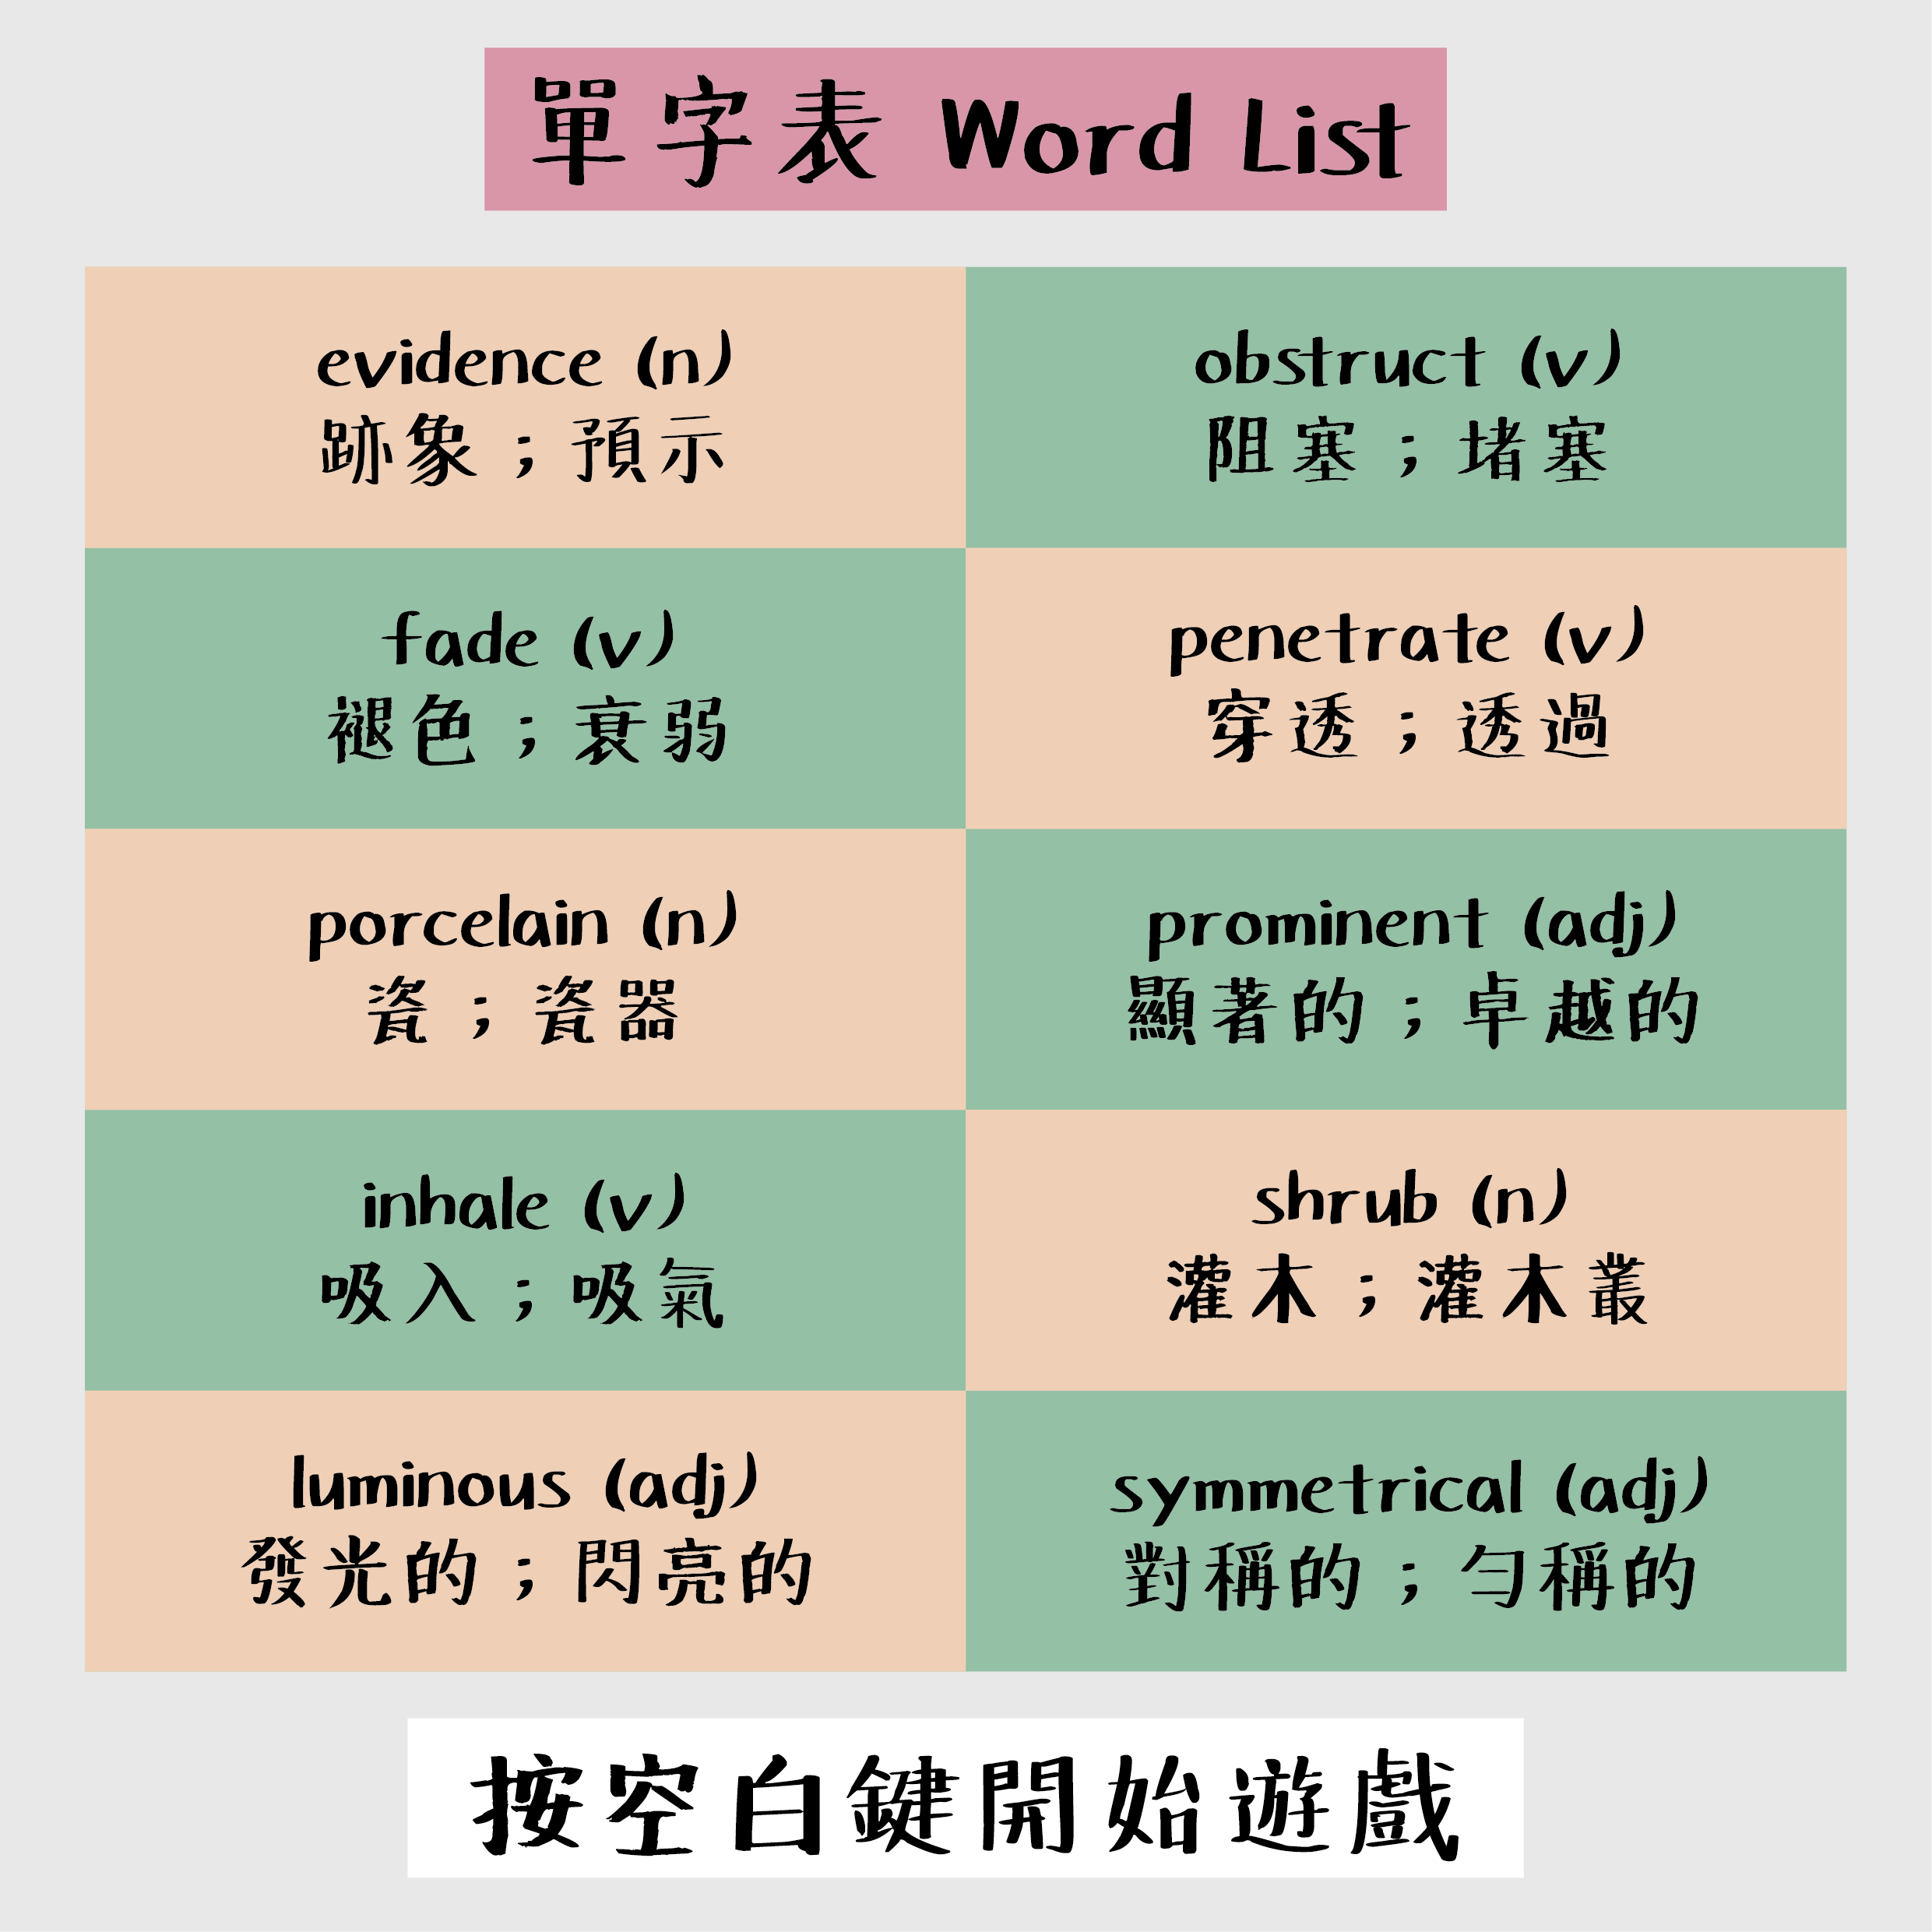 單字表 Word List
evidence (n)
跡象；預示
obstruct (v)
阻塞；堵塞
fade (v)
褪色；衰弱
penetrate (v)
穿透；透過
porcelain (n)
瓷；瓷器
prominent (adj)
顯著的；卓越的
inhale (v)
吸入；吸氣
shrub (n)
灌木；灌木叢
luminous (adj)
發光的；閃亮的
symmetrical (adj)
對稱的；勻稱的
按空白鍵開始遊戲